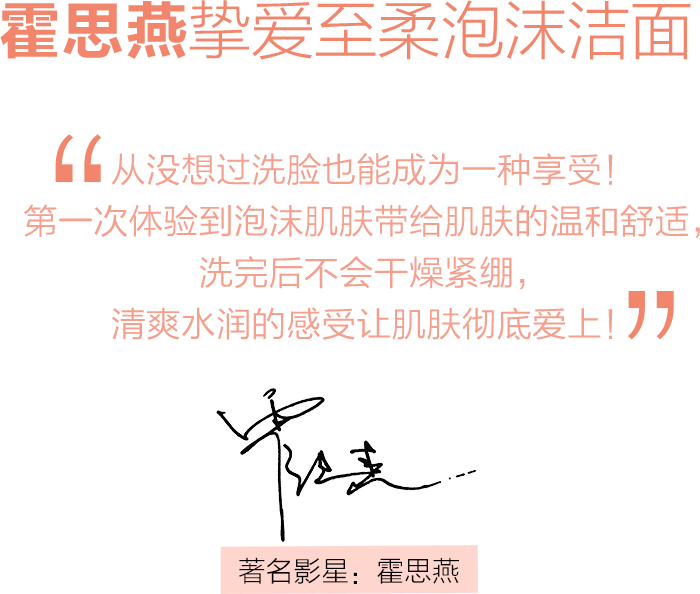 霍思燕挚爱至柔泡沫洁面
“从没想过洗脸也能成为一种享受!
第一次体验到泡沫肌肤带给肌肤的温和舒适,
洗完后不会干燥紧绷,
清爽水润的感受让肌肤彻底爱上!”
著名影星：霍思燕